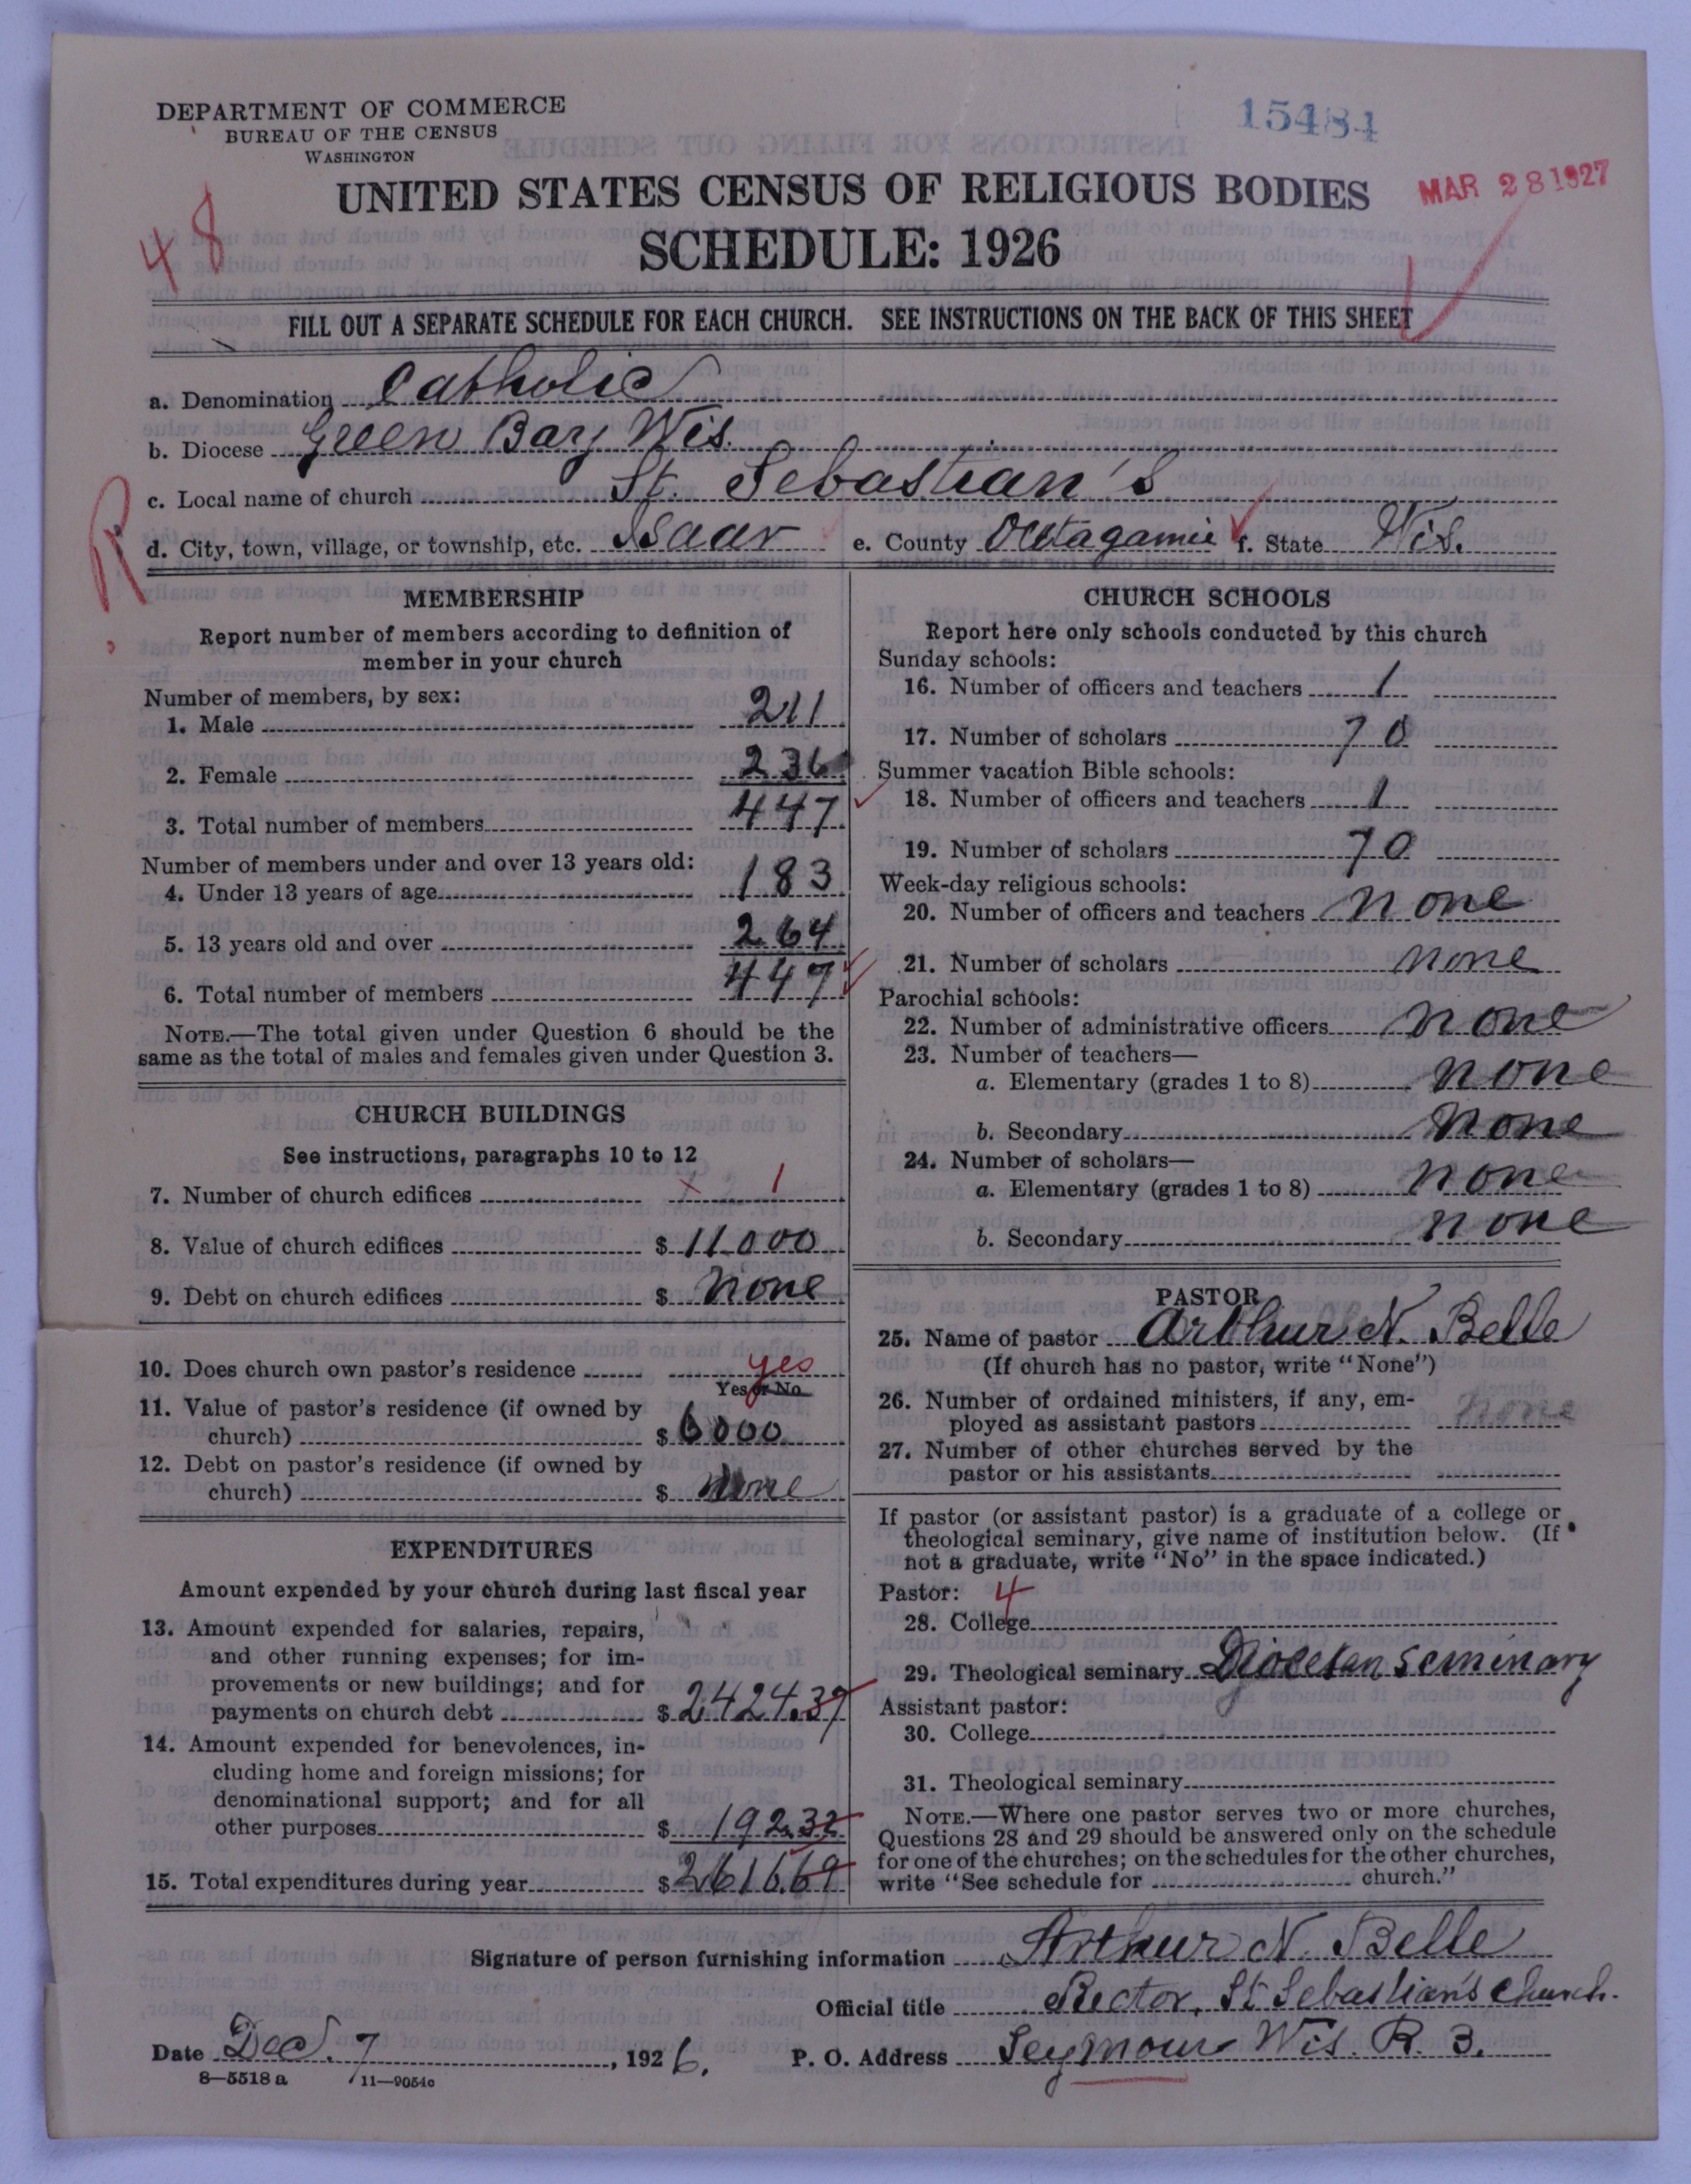 DEPARTMENT OF COMMERCE
BUREAU OF THE CENSUS
WASHINGTON
15484
MAR 28 1927
UNITED STATES CENSUS OF RELIGIOUS BODIES
SCHEDULE: 1926
48
FILL OUT A SEPARATE SCHEDULE FOR EACH CHURCH. SEE INSTRUCTIONS ON THE BACK OF THIS SHEET
a. Denomination Catholic
b. Diocese Green Bay Wis.
c. Local name of church St. Sebastian's
R
d. City, town, village, or township, etc. Isaar e. County Outagamie f. State Wis.
MEMBERSHIP
Report number of members according to definition of
member in your church
Number of members, by sex:
1. Male 211
2. Female 236
3. Total number of members 447
Number of members under and over 13 years old:
4. Under 13 years of age 183
5. 13 years old and over 264
6. Total number of members 447
NOTE.—The total given under Question 6 should be the
same as the total of males and females given under Question 3.
CHURCH BUILDINGS
See instructions, paragraphs 10 to 12
7. Number of church edifices 1
8. Value of church edifices $ 11000
9. Debt on church edifices $ none
10. Does church own pastor's residence yes
Yes or No
11. Value of pastor's residence (if owned by
church) $ 6000
12. Debt on pastor's residence (if owned by
church) $ none
EXPENDITURES
Amount expended by your church during last fiscal year
13. Amount expended for salaries, repairs,
and other running expenses; for im-
provements or new buildings; and for
payments on church debt $ 2424.37
14. Amount expended for benevolences, in-
cluding home and foreign missions; for
denominational support; and for all
other purposes $ 192.32
15. Total expenditures during year $ 2616.69
CHURCH SCHOOLS
Report here only schools conducted by this church
Sunday schools:
16. Number of officers and teachers 1
17. Number of scholars 70
Summer vacation Bible schools:
18. Number of officers and teachers 1
19. Number of scholars 70
Week-day religious schools:
20. Number of officers and teachers none
21. Number of scholars none
Parochial schools:
22. Number of administrative officers none
23. Number of teachers—
a. Elementary (grades 1 to 8) none
b. Secondary none
24. Number of scholars—
a. Elementary (grades 1 to 8) none
b. Secondary none
PASTOR
25. Name of pastor Arthur N. Belle
(If church has no pastor, write "None")
26. Number of ordained ministers, if any, em-
ployed as assistant pastors none
27. Number of other churches served by the
pastor or his assistants
If pastor (or assistant pastor) is a graduate of a college or
theological seminary, give name of institution below. (If
not a graduate, write "No" in the space indicated.)
Pastor: 4
28. College
29. Theological seminary Diocesan Seminary
Assistant pastor:
30. College
31. Theological seminary
NOTE.—Where one pastor serves two or more churches,
Questions 28 and 29 should be answered only on the schedule
for one of the churches; on the schedules for the other churches,
write "See schedule for church."
Signature of person furnishing information Arthur N. Belle
Official title Rector, St Sebastian's Church.
Date Dec. 7, 1926. P. O. Address Seymour Wis. R. 3.
8—5518 a 11—9054c